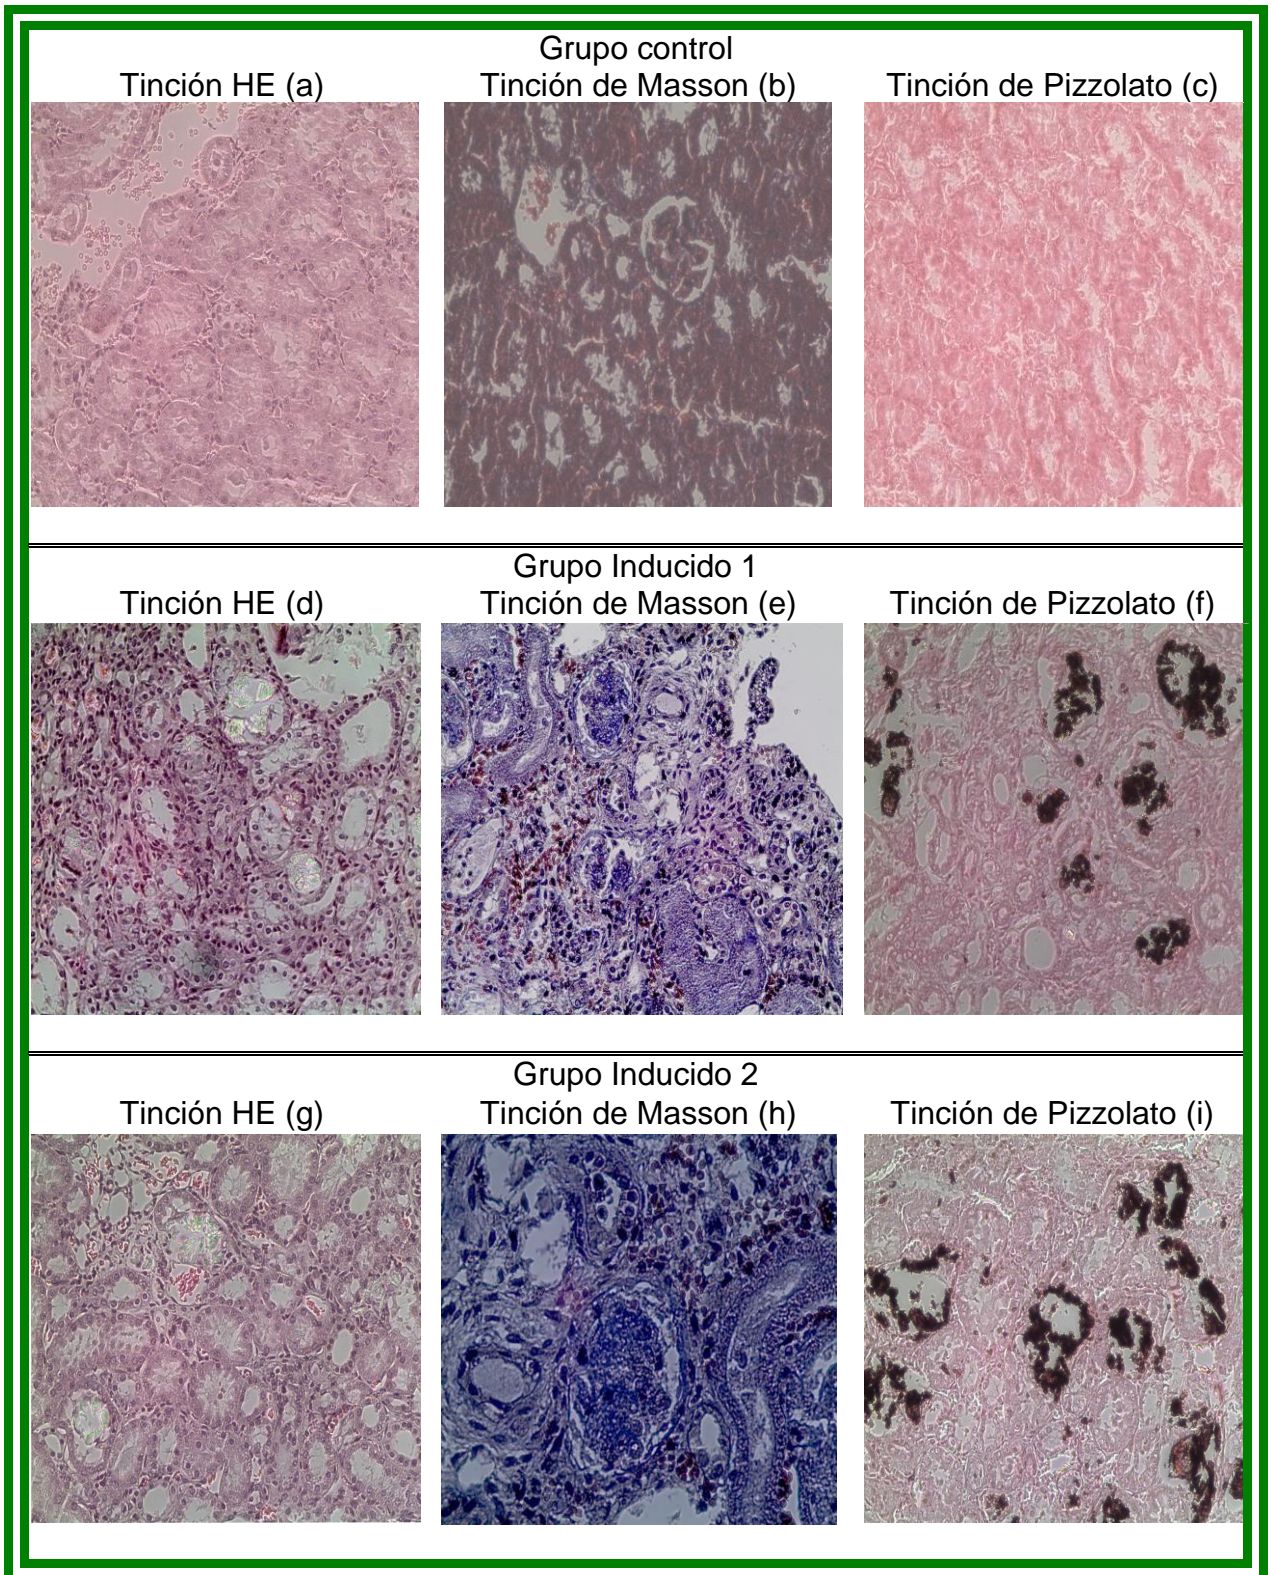 Grupo control
Tinción HE (a) Tinción de Masson (b) Tinción de Pizzolato (c)
Grupo Inducido 1
Tinción HE (d) Tinción de Masson (e) Tinción de Pizzolato (f)
Grupo Inducido 2
Tinción HE (g) Tinción de Masson (h) Tinción de Pizzolato (i)